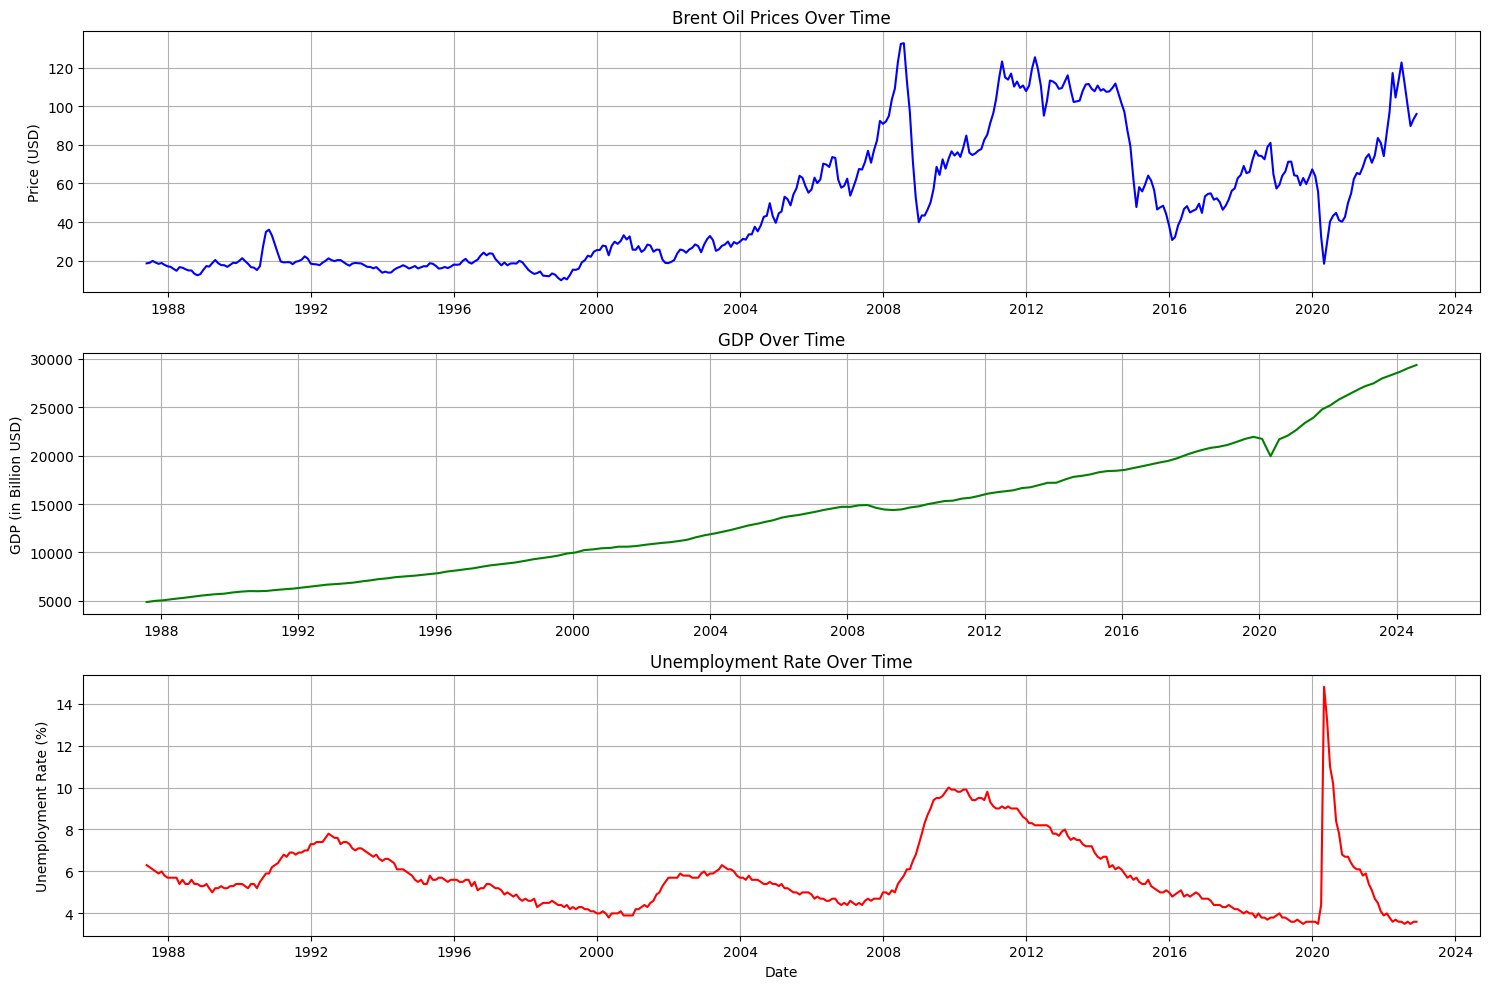 Brent Oil Prices Over Time
Price (USD)
120
100
80
60
40
20
1988 1992 1996 2000 2004 2008 2012 2016 2020 2024
GDP Over Time
GDP (in Billion USD)
30000
25000
20000
15000
10000
5000
1988 1992 1996 2000 2004 2008 2012 2016 2020 2024
Unemployment Rate Over Time
Unemployment Rate (%)
14
12
10
8
6
4
1988 1992 1996 2000 2004 2008 2012 2016 2020 2024
Date